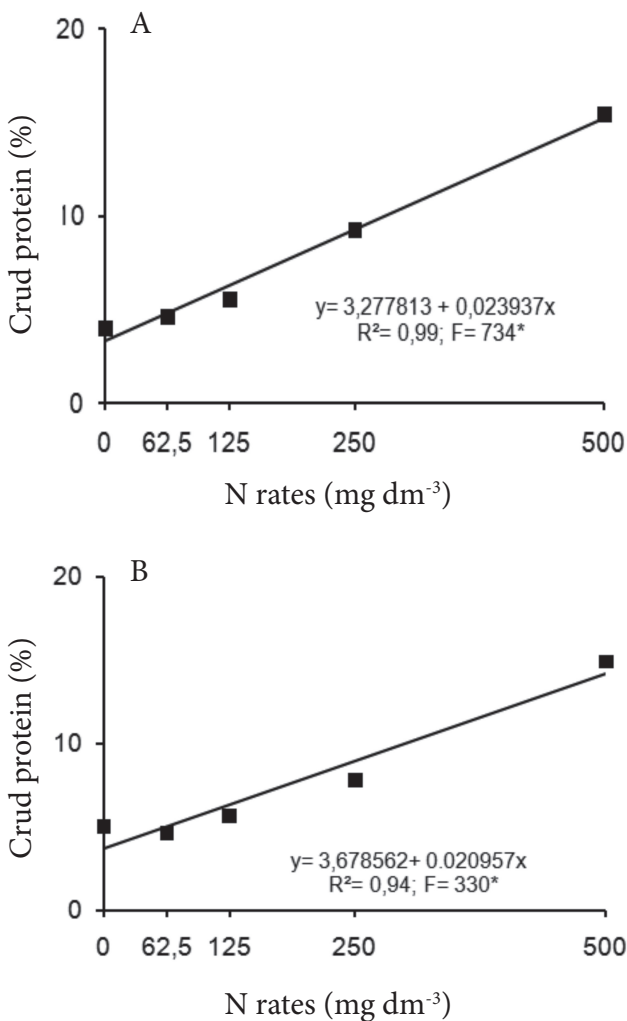 A
20
10
0
Crud protein (%)
y= 3,277813 + 0,023937x
R²= 0,99; F= 734*
0 62,5 125 250 500
N rates (mg dm⁻³)
B
20
10
0
Crud protein (%)
y= 3,678562+ 0.020957x
R²= 0,94; F= 330*
0 62,5 125 250 500
N rates (mg dm⁻³)